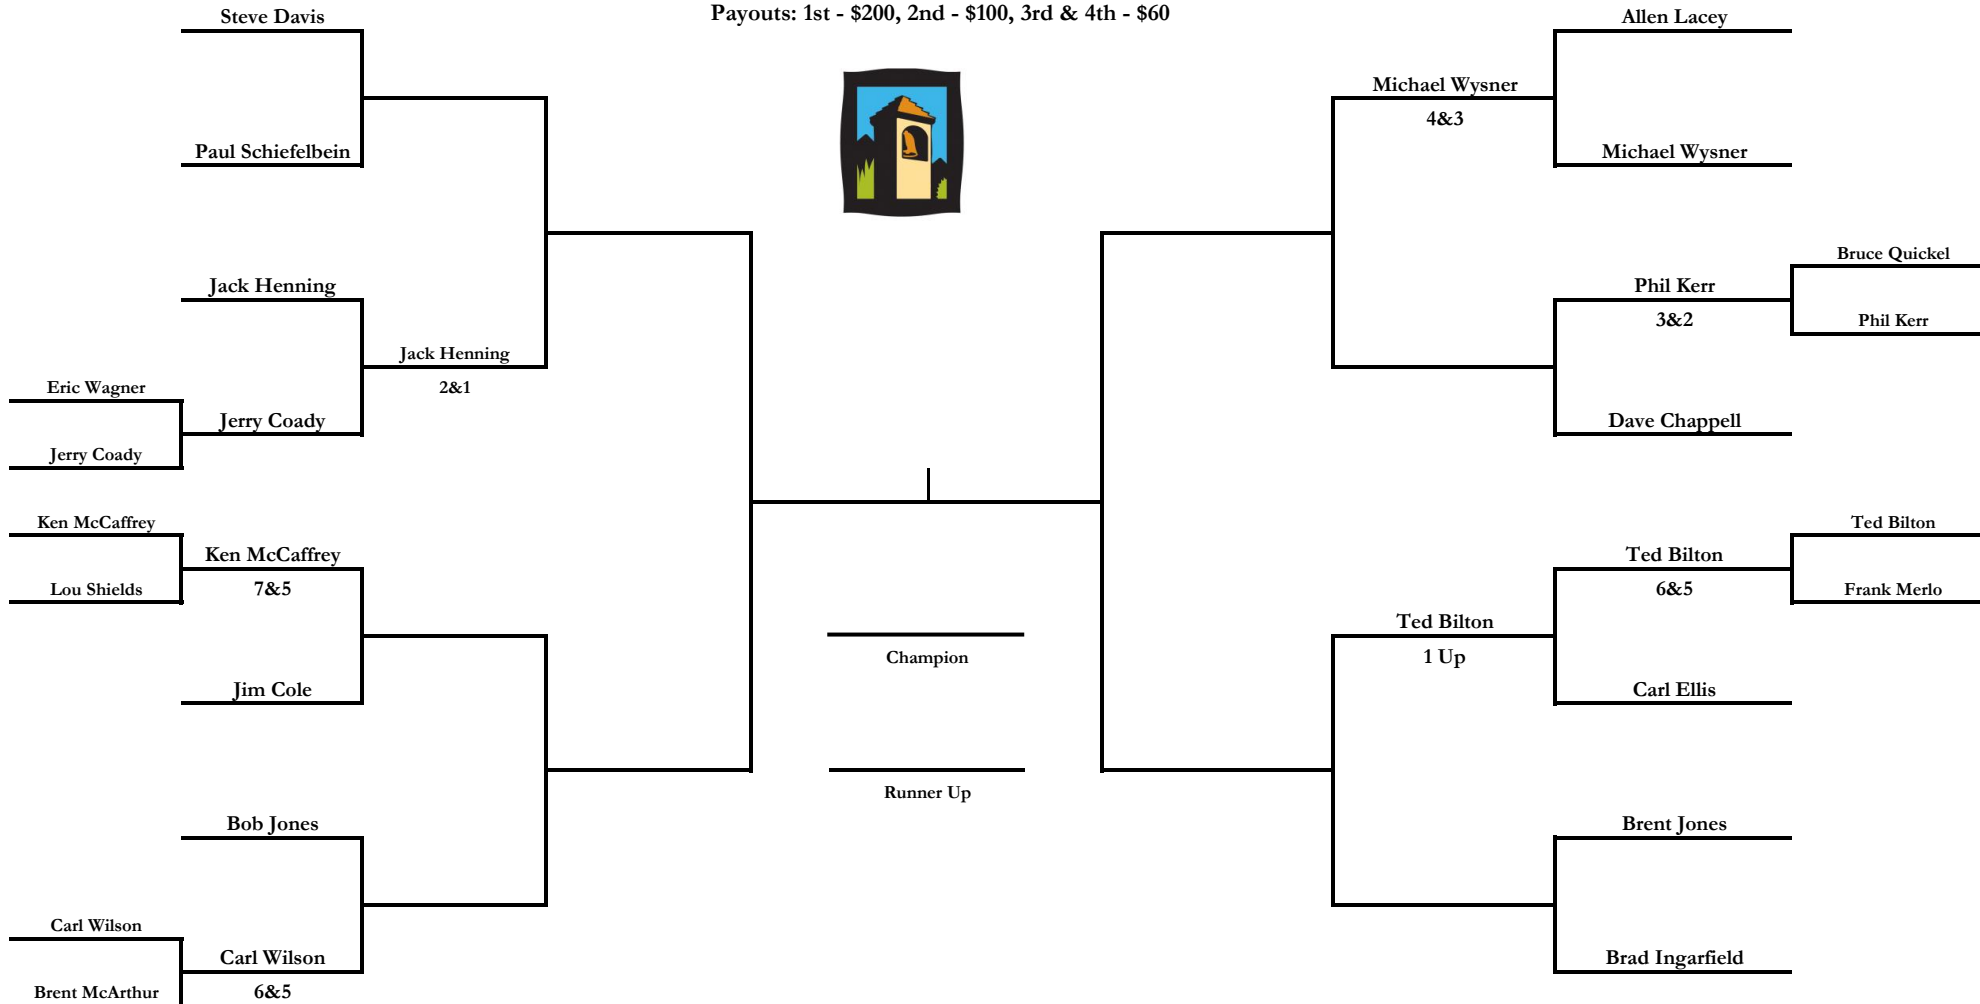 Payouts: 1st - $200, 2nd - $100, 3rd & 4th - $60
Steve Davis
Paul Schiefelbein
Jack Henning
Jack Henning
2&1
Eric Wagner
Jerry Coady
Jerry Coady
Ken McCaffrey
Ken McCaffrey
Lou Shields
7&5
Jim Cole
Bob Jones
Carl Wilson
Carl Wilson
Brent McArthur
6&5
Champion
Runner Up
Allen Lacey
Michael Wysner
4&3
Michael Wysner
Bruce Quickel
Phil Kerr
3&2
Phil Kerr
Dave Chappell
Ted Bilton
Ted Bilton
6&5
Frank Merlo
Ted Bilton
1 Up
Carl Ellis
Brent Jones
Brad Ingarfield